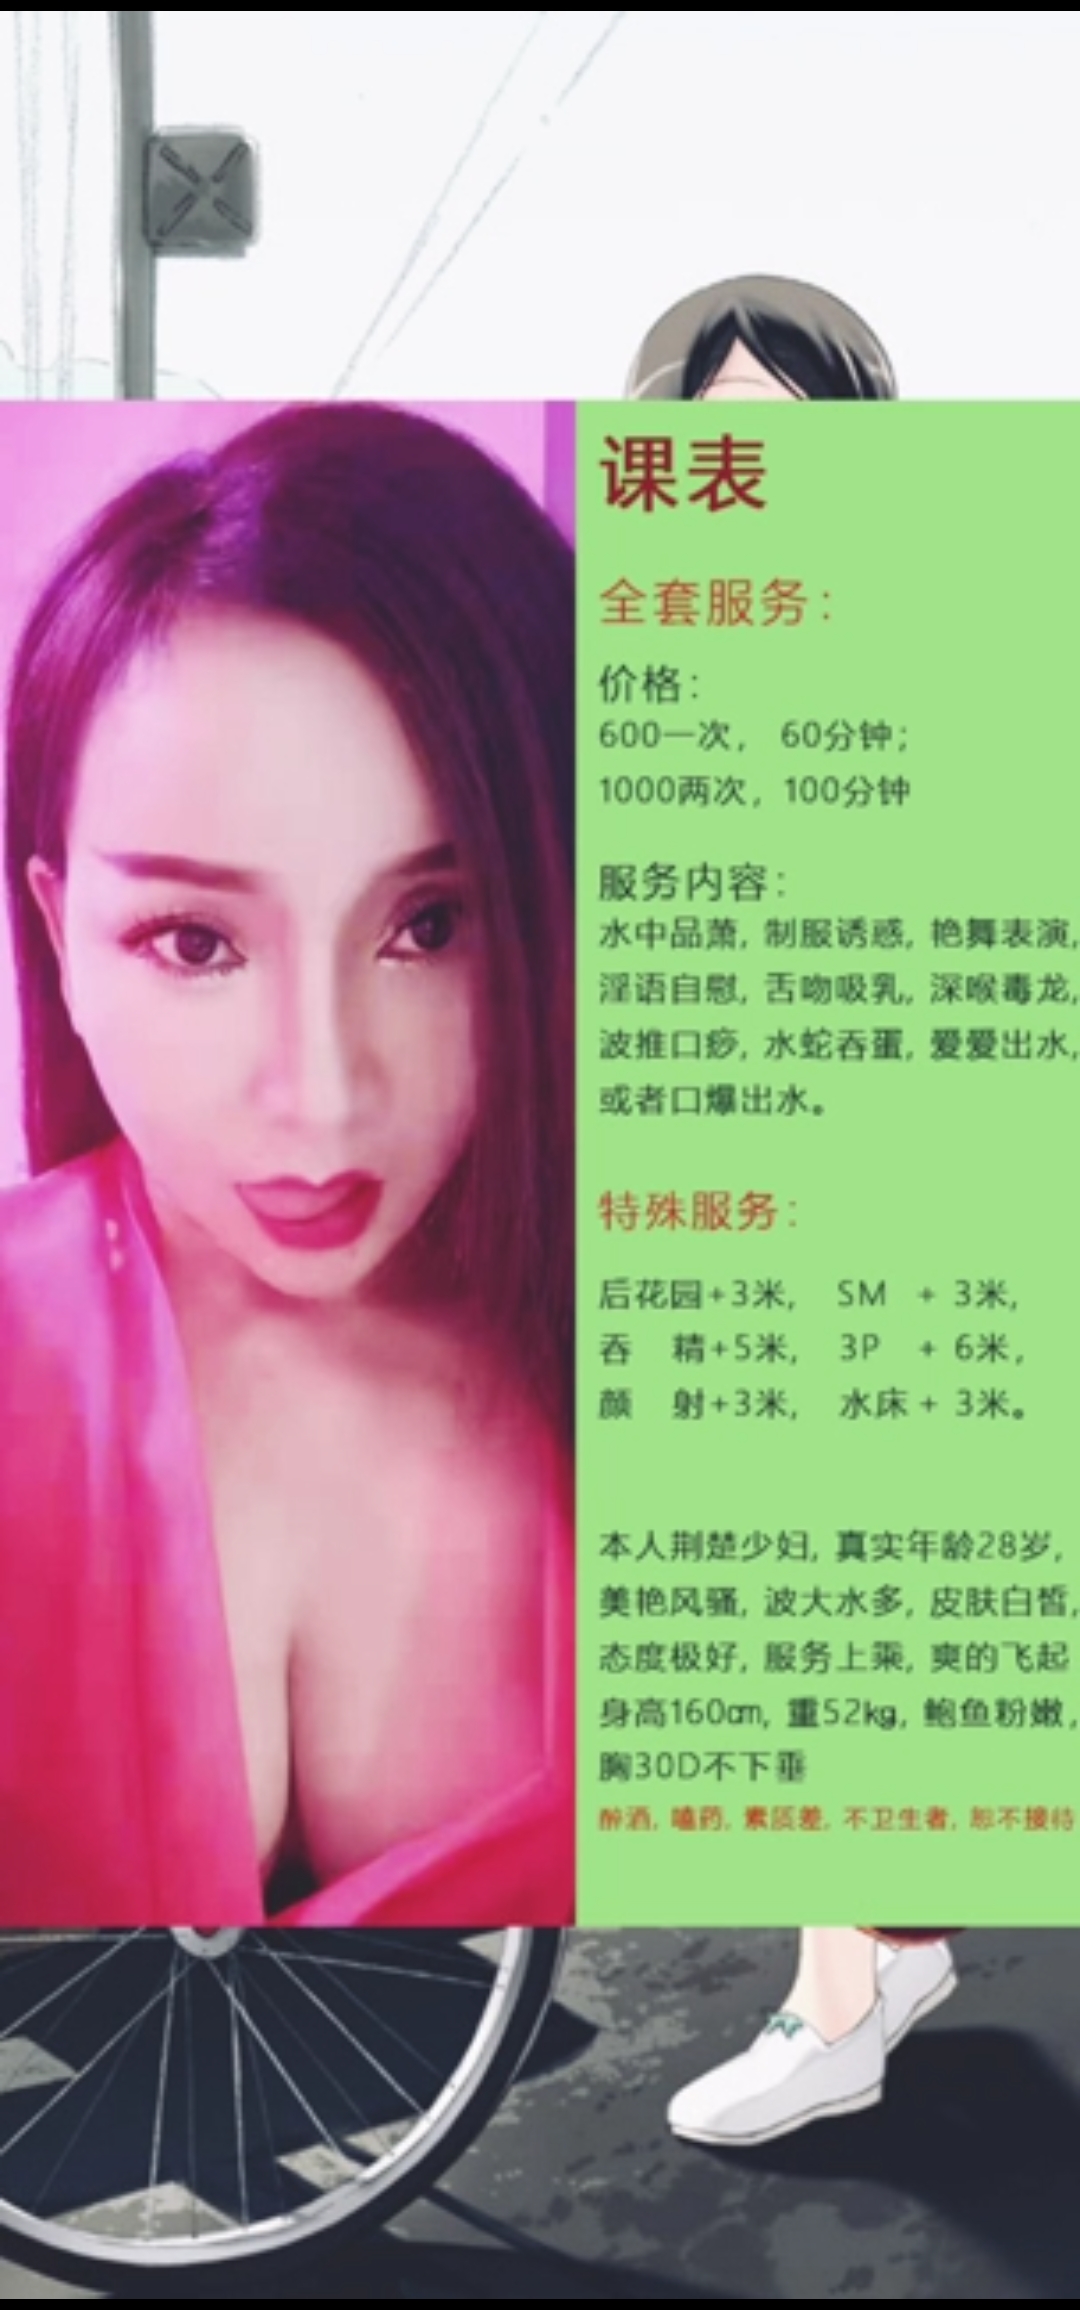 课表
全套服务：
价格：
600一次， 60分钟；
1000两次，100分钟
服务内容：
水中品萧, 制服诱惑, 艳舞表演,
淫语自慰, 舌吻吸乳, 深喉毒龙,
波推口痧, 水蛇吞蛋, 爱爱出水,
或者口爆出水。
特殊服务：
后花园+3米, SM + 3米,
吞 精+5米, 3P + 6米,
颜 射+3米, 水床 + 3米。
本人荆楚少妇, 真实年龄28岁,
美艳风骚, 波大水多, 皮肤白皙,
态度极好, 服务上乘, 爽的飞起
身高160cm, 重52kg, 鲍鱼粉嫩,
胸30D不下垂
醉酒, 嗑药, 素质差, 不卫生者, 恕不接待